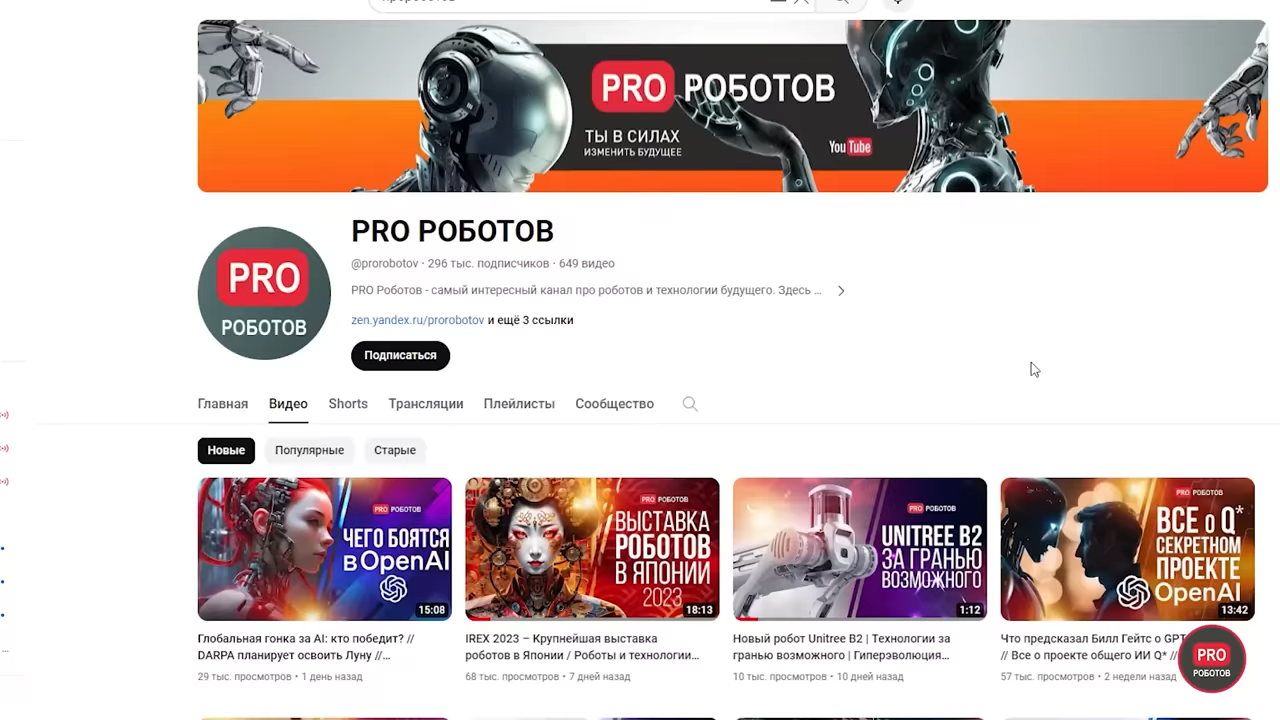 PRO РОБОТОВ
ТЫ В СИЛАХ
ИЗМЕНИТЬ БУДУЩЕЕ
YouTube
PRO
РОБОТОВ
PRO РОБОТОВ
@prorobotov · 296 тыс. подписчиков · 649 видео
PRO Роботов - самый интересный канал про роботов и технологии будущего. Здесь ...
zen.yandex.ru/prorobotov и ещё 3 ссылки
Подписаться
Главная Видео Shorts Трансляции Плейлисты Сообщество
Новые Популярные Старые
PRO РОБОТОВ
ЧЕГО БОЯТСЯ
в OpenAI
15:08
PRO РОБОТОВ
ВЫСТАВКА
РОБОТОВ
В ЯПОНИИ
2023
18:13
PRO РОБОТОВ
UNITREE B2
ЗА ГРАНЬЮ
ВОЗМОЖНОГО
1:12
PRO РОБОТОВ
ВСЕ о Q*
СЕКРЕТНОМ
ПРОЕКТЕ
OpenAI
13:42
Глобальная гонка за AI: кто победит? //
DARPA планирует освоить Луну //...
29 тыс. просмотров • 1 день назад
IREX 2023 – Крупнейшая выставка
роботов в Японии / Роботы и технологии...
68 тыс. просмотров • 7 дней назад
Новый робот Unitree B2 | Технологии за
гранью возможного | Гиперэволюция...
10 тыс. просмотров • 10 дней назад
Что предсказал Билл Гейтс о GPT
// Все о проекте общего ИИ Q* //
57 тыс. просмотров • 2 недели назад
PRO
РОБОТОВ